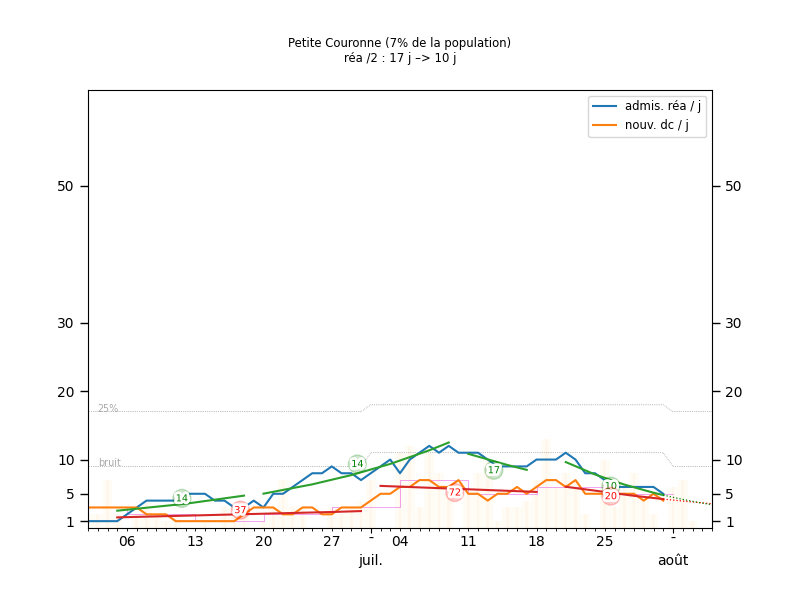 Petite Couronne (7% de la population)
réa /2 : 17 j –> 10 j
admis. réa / j
nouv. dc / j
50 50
30 30
20 20
25%
10 bruit 14 17 10
5 14 37 72 10 20 5
1 1
06 13 20 27 - 04 11 18 25 -
juil. août